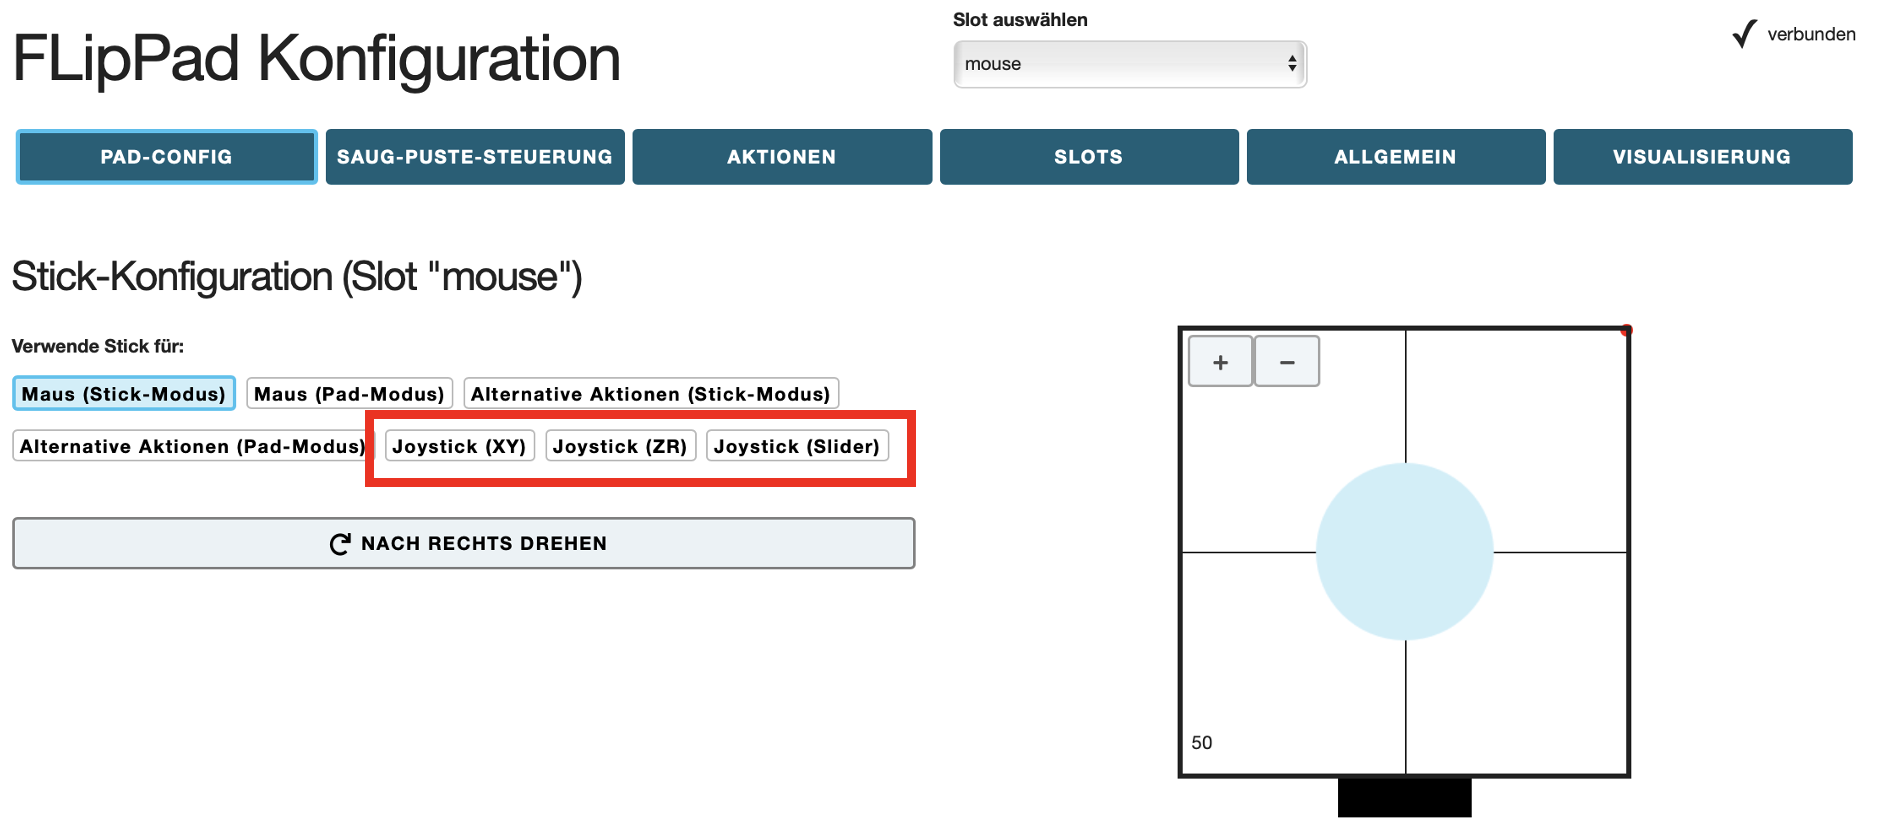 FLipPad Konfiguration
Slot auswählen
mouse
verbunden
PAD-CONFIG
SAUG-PUSTE-STEUERUNG
AKTIONEN
SLOTS
ALLGEMEIN
VISUALISIERUNG
Stick-Konfiguration (Slot "mouse")
Verwende Stick für:
Maus (Stick-Modus)
Maus (Pad-Modus)
Alternative Aktionen (Stick-Modus)
Alternative Aktionen (Pad-Modus)
Joystick (XY)
Joystick (ZR)
Joystick (Slider)
NACH RECHTS DREHEN
+
−
50